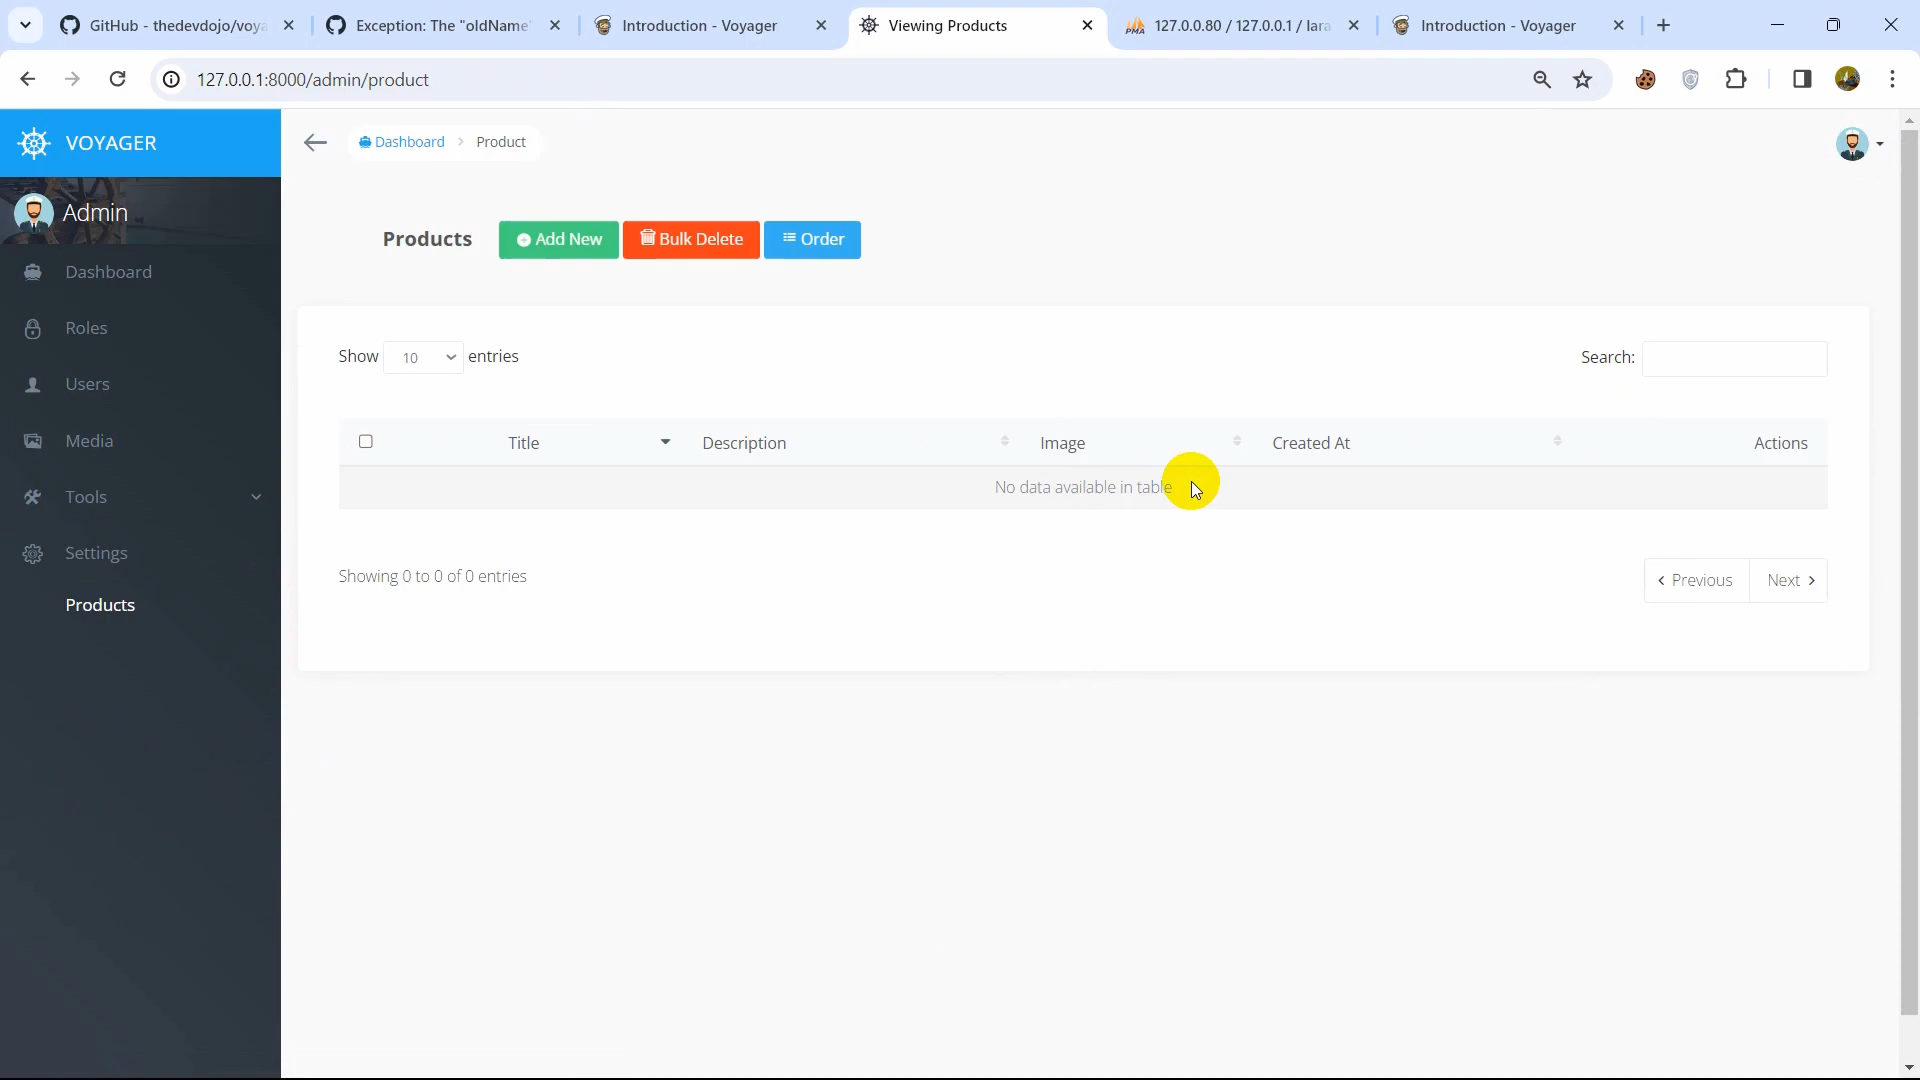 GitHub - thedevdojo/voya
Exception: The "oldName"
Introduction - Voyager
Viewing Products
PMA
127.0.0.80 / 127.0.0.1 / lara
Introduction - Voyager
127.0.0.1:8000/admin/product
VOYAGER
Dashboard > Product
Admin
Products
Add New
Bulk Delete
Order
Dashboard
Roles
Users
Media
Tools
Settings
Products
Show 10 entries
Search:
Title Description Image Created At Actions
No data available in table
Showing 0 to 0 of 0 entries
‹ Previous
Next ›